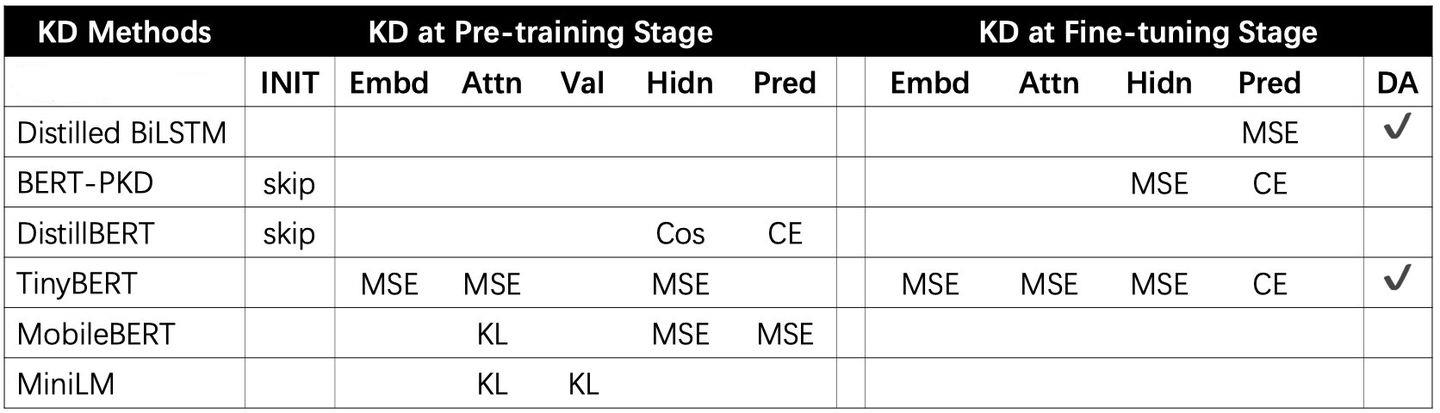 KD Methods KD at Pre-training Stage KD at Fine-tuning Stage
INIT Embd Attn Val Hidn Pred Embd Attn Hidn Pred DA
Distilled BiLSTM MSE ✓
BERT-PKD skip MSE CE
DistillBERT skip Cos CE
TinyBERT MSE MSE MSE MSE MSE MSE CE ✓
MobileBERT KL MSE MSE
MiniLM KL KL